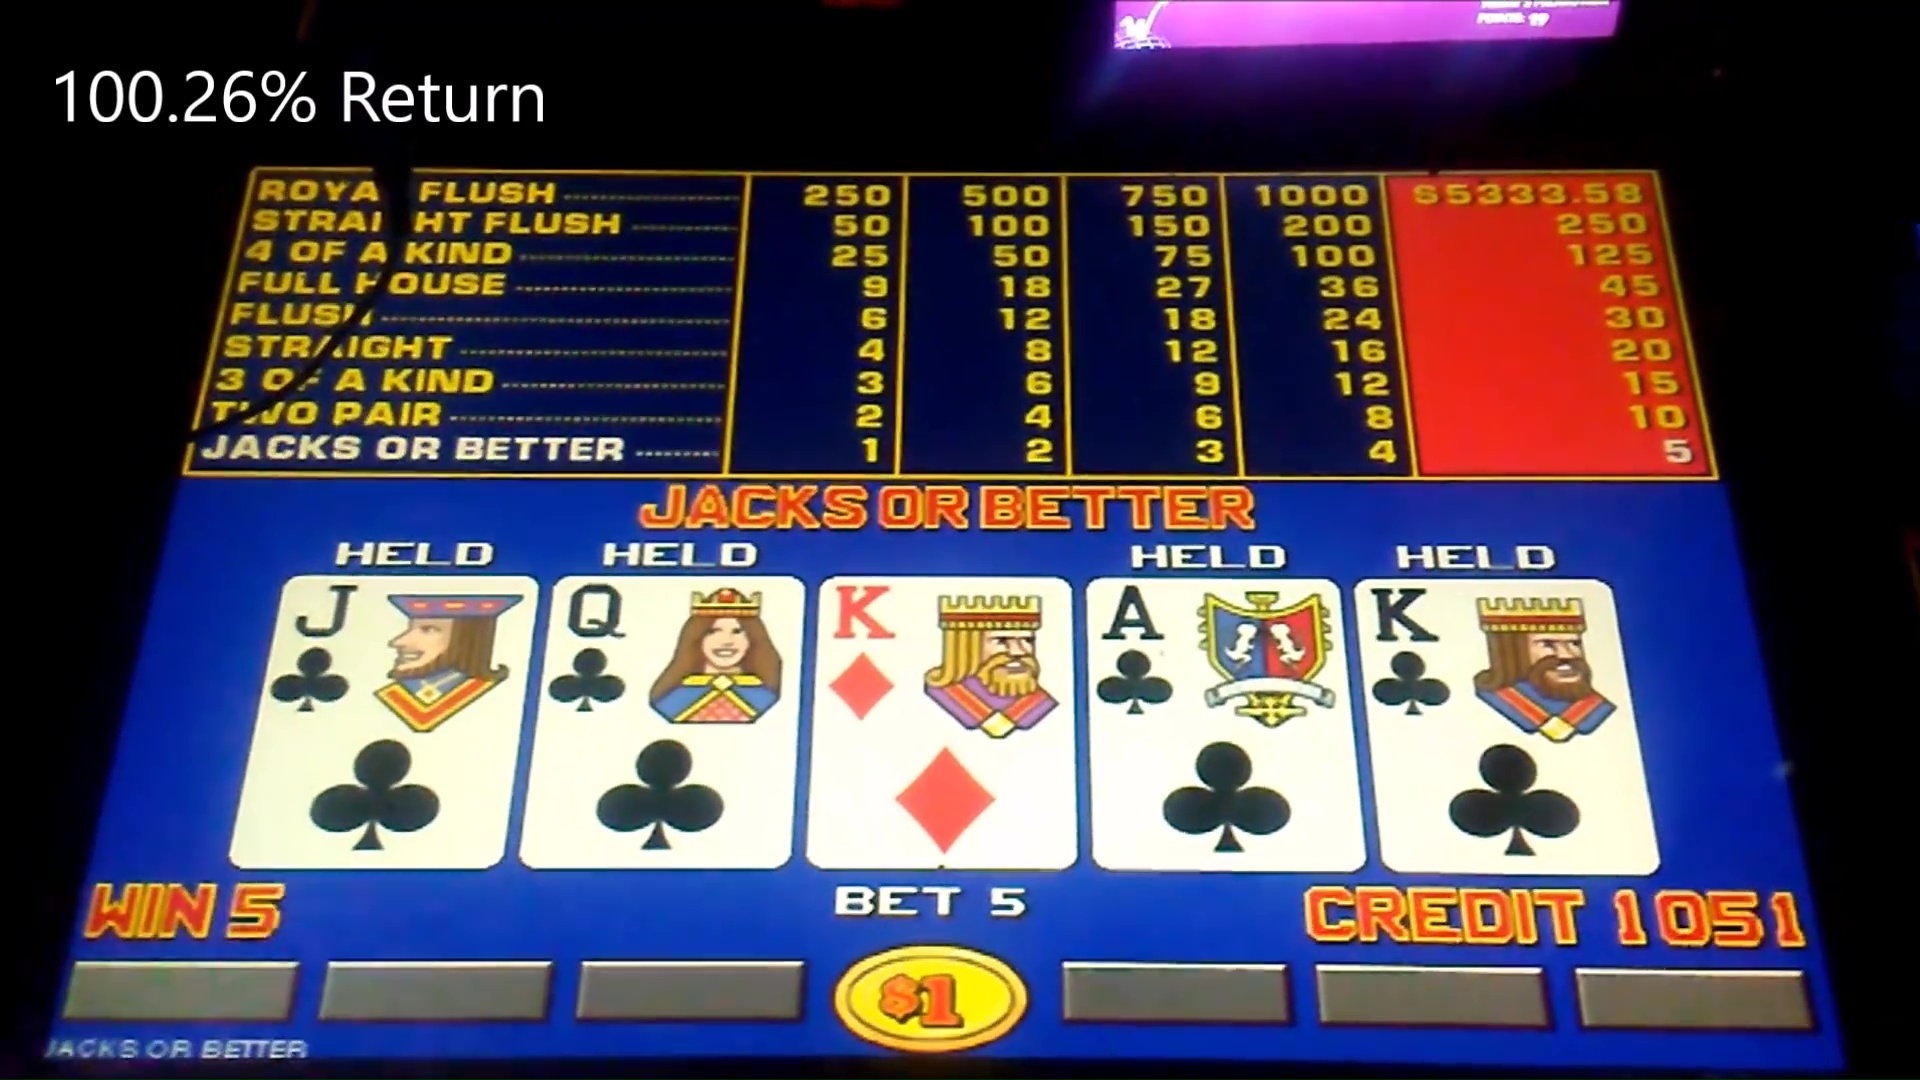 POINTS: 99
100.26% Return
ROYA FLUSH 250 500 750 1000 $5333.58
STRAIGHT FLUSH 50 100 150 200 250
4 OF A KIND 25 50 75 100 125
FULL HOUSE 9 18 27 36 45
FLUSH 6 12 18 24 30
STRAIGHT 4 8 12 16 20
3 OF A KIND 3 6 9 12 15
TWO PAIR 2 4 6 8 10
JACKS OR BETTER 1 2 3 4 5
JACKS OR BETTER
HELD HELD HELD HELD
J Q K A K
WIN 5 BET 5 CREDIT 1051
$1
JACKS OR BETTER